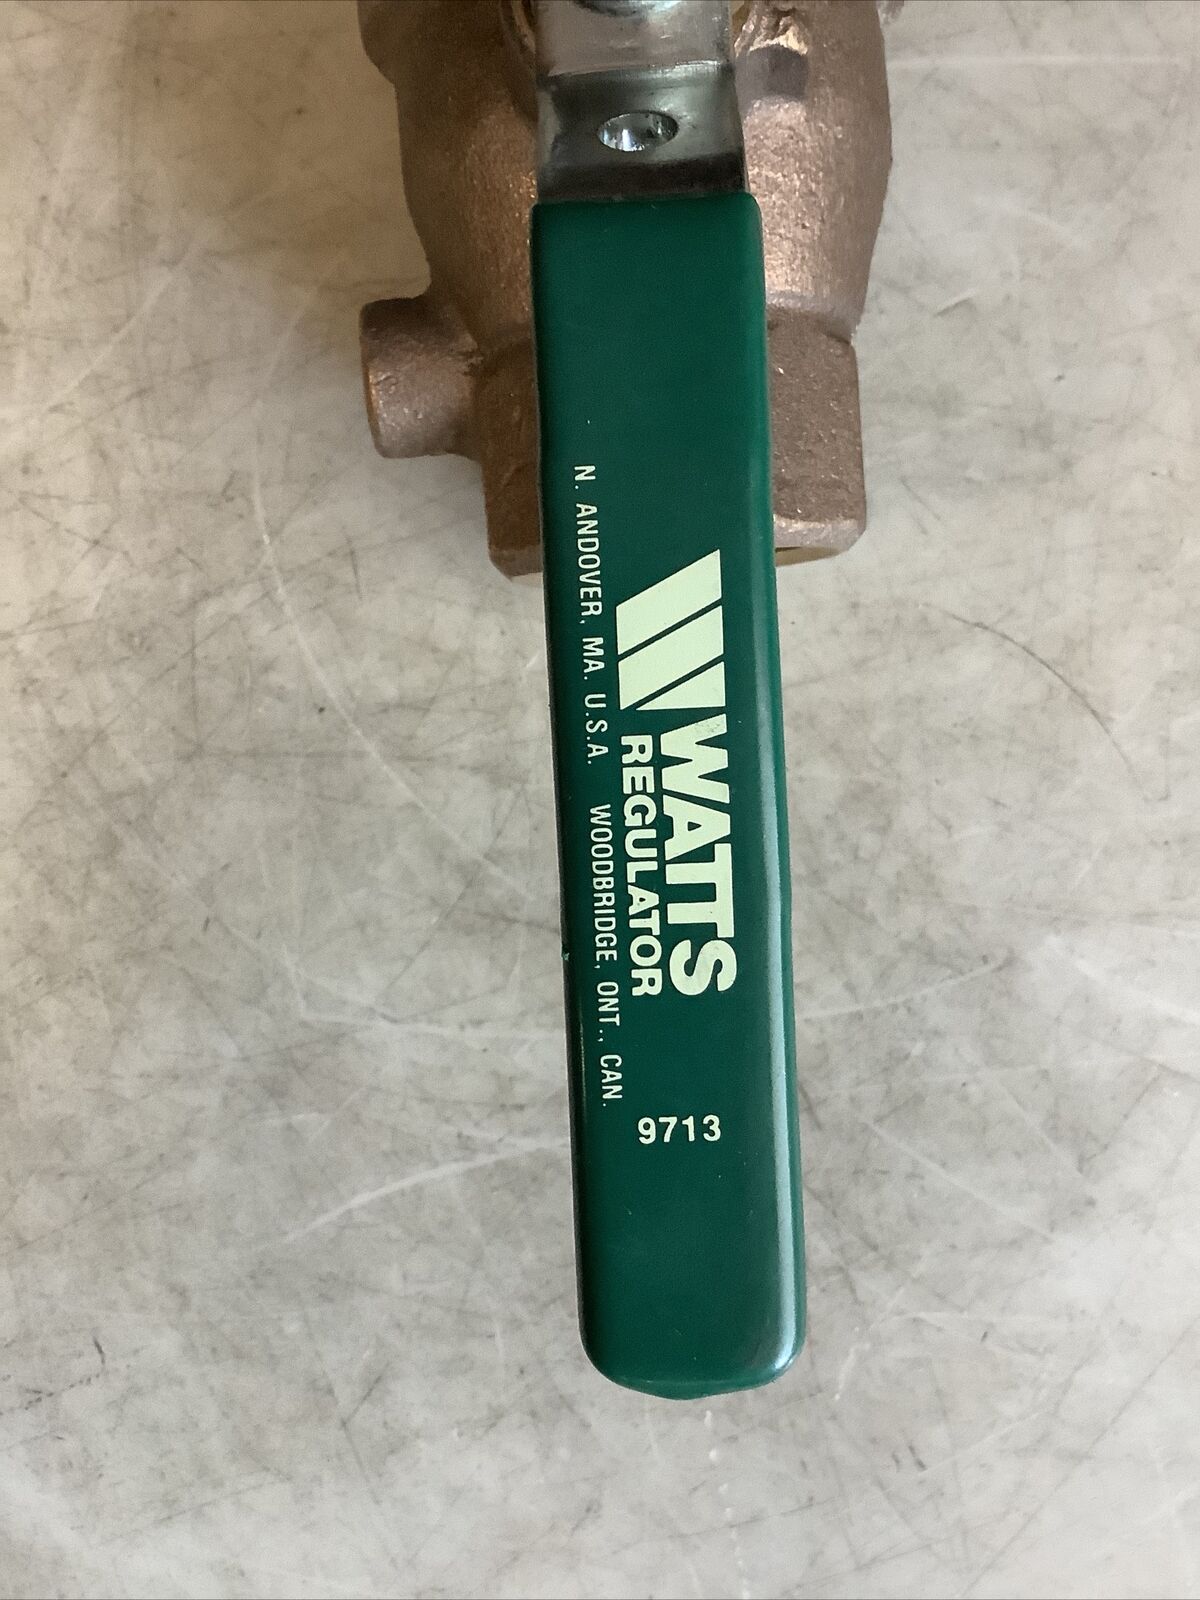 WATTS
REGULATOR
N. ANDOVER, MA. U.S.A. WOODBRIDGE, ONT., CAN.
9713